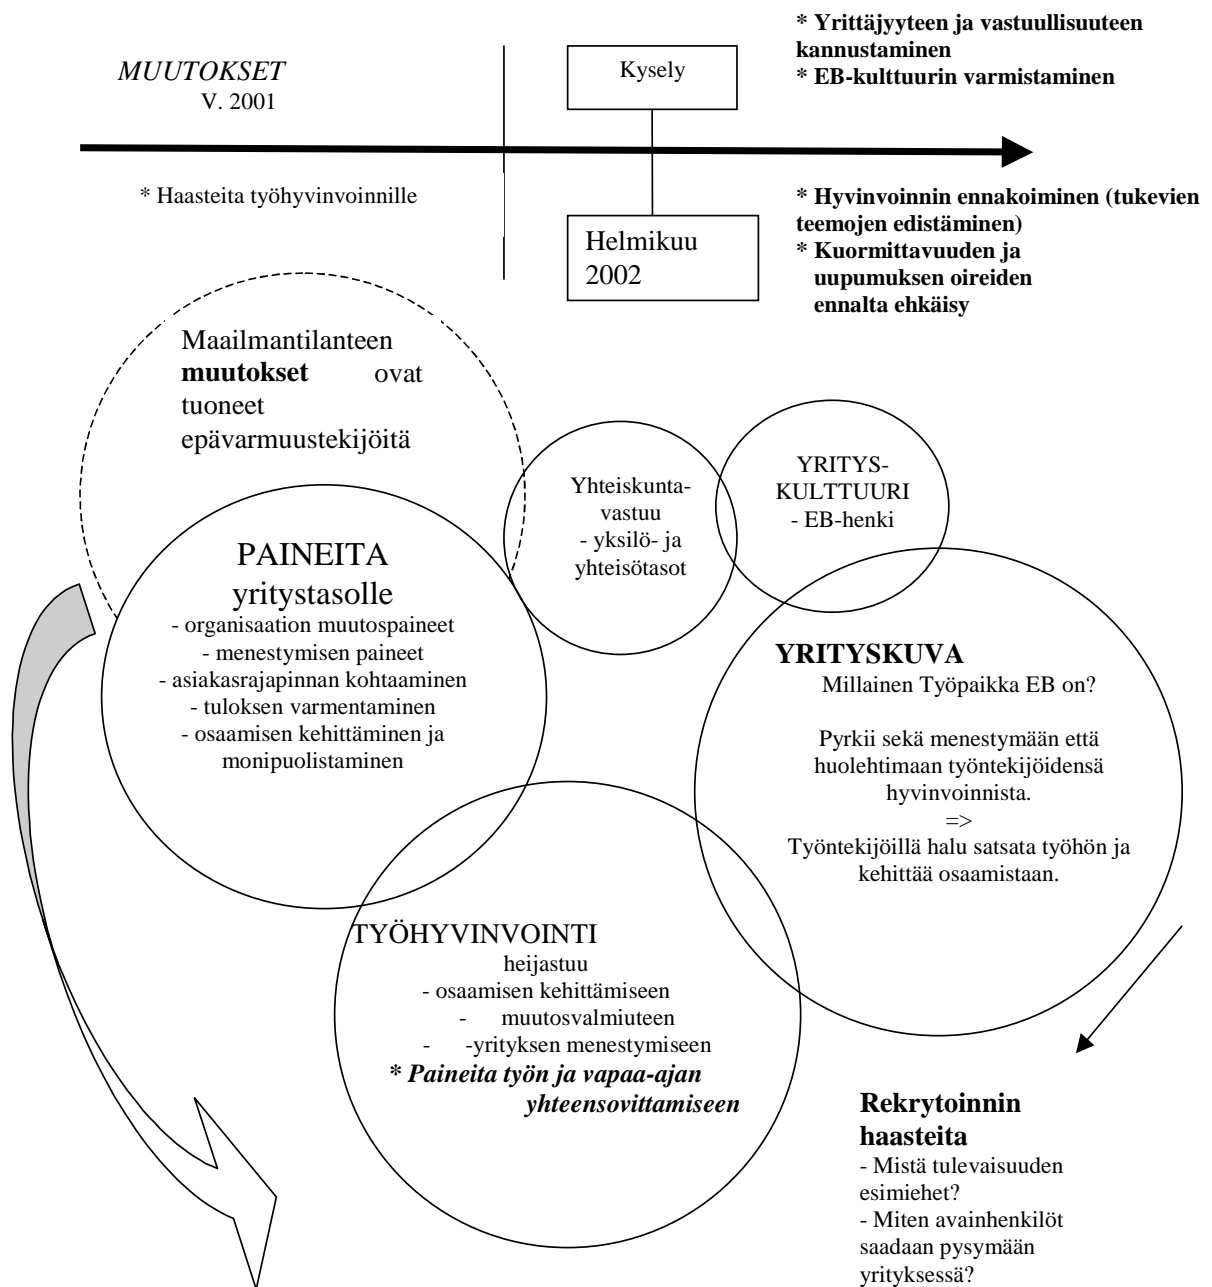 * Yrittäjyyteen ja vastuullisuuteen
kannustaminen
* EB-kulttuurin varmistaminen
MUUTOKSET
V. 2001
Kysely
* Haasteita työhyvinvoinnille
Helmikuu
2002
* Hyvinvoinnin ennakoiminen (tukevien
teemojen edistäminen)
* Kuormittavuuden ja
uupumuksen oireiden
ennalta ehkäisy
Maailmantilanteen
muutokset ovat
tuoneet
epävarmuustekijöitä
Yhteiskunta-
vastuu
- yksilö- ja
yhteisötasot
YRITYS-
KULTTUURI
- EB-henki
PAINEITA
yritystasolle
- organisaation muutospaineet
- menestymisen paineet
- asiakasrajapinnan kohtaaminen
- tuloksen varmentaminen
- osaamisen kehittäminen ja
monipuolistaminen
YRITYSKUVA
Millainen Työpaikka EB on?
Pyrkii sekä menestymään että
huolehtimaan työntekijöidensä
hyvinvoinnista.
=>
Työntekijöillä halu satsata työhön ja
kehittää osaamistaan.
TYÖHYVINVOINTI
heijastuu
- osaamisen kehittämiseen
- muutosvalmiuteen
- -yrityksen menestymiseen
* Paineita työn ja vapaa-ajan
yhteensovittamiseen
Rekrytoinnin
haasteita
- Mistä tulevaisuuden
esimiehet?
- Miten avainhenkilöt
saadaan pysymään
yrityksessä?